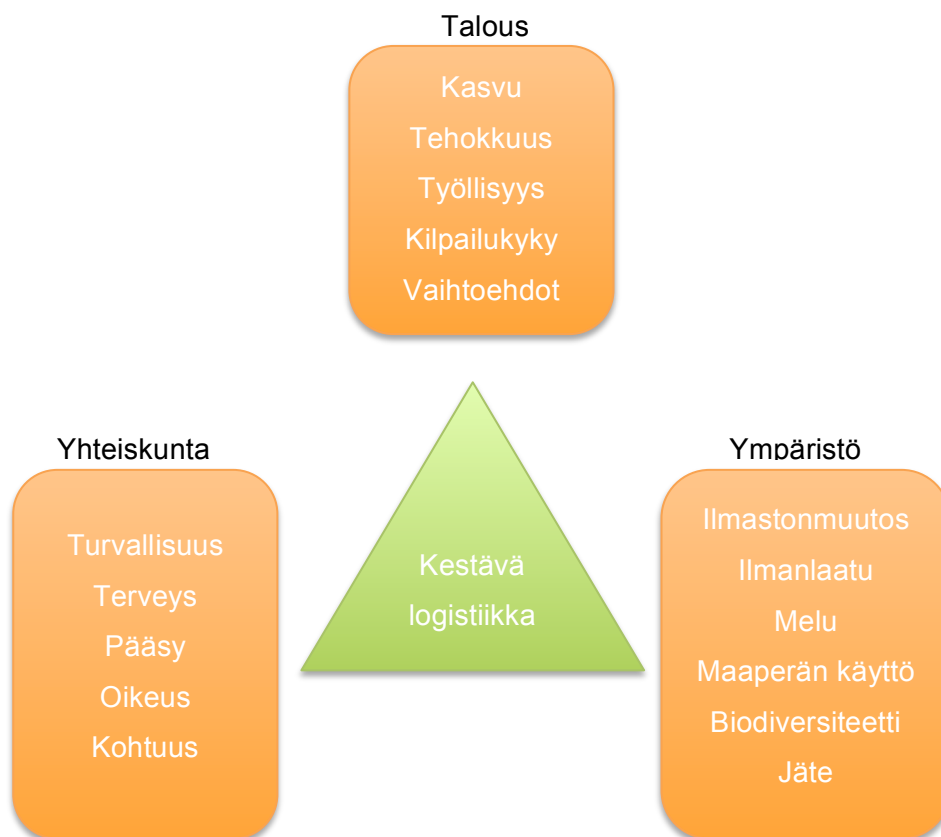 Talous
Kasvu
Tehokkuus
Työllisyys
Kilpailukyky
Vaihtoehdot
Yhteiskunta
Turvallisuus
Terveys
Pääsy
Oikeus
Kohtuus
Kestävä
logistiikka
Ympäristö
Ilmastonmuutos
Ilmanlaatu
Melu
Maaperän käyttö
Biodiversiteetti
Jäte